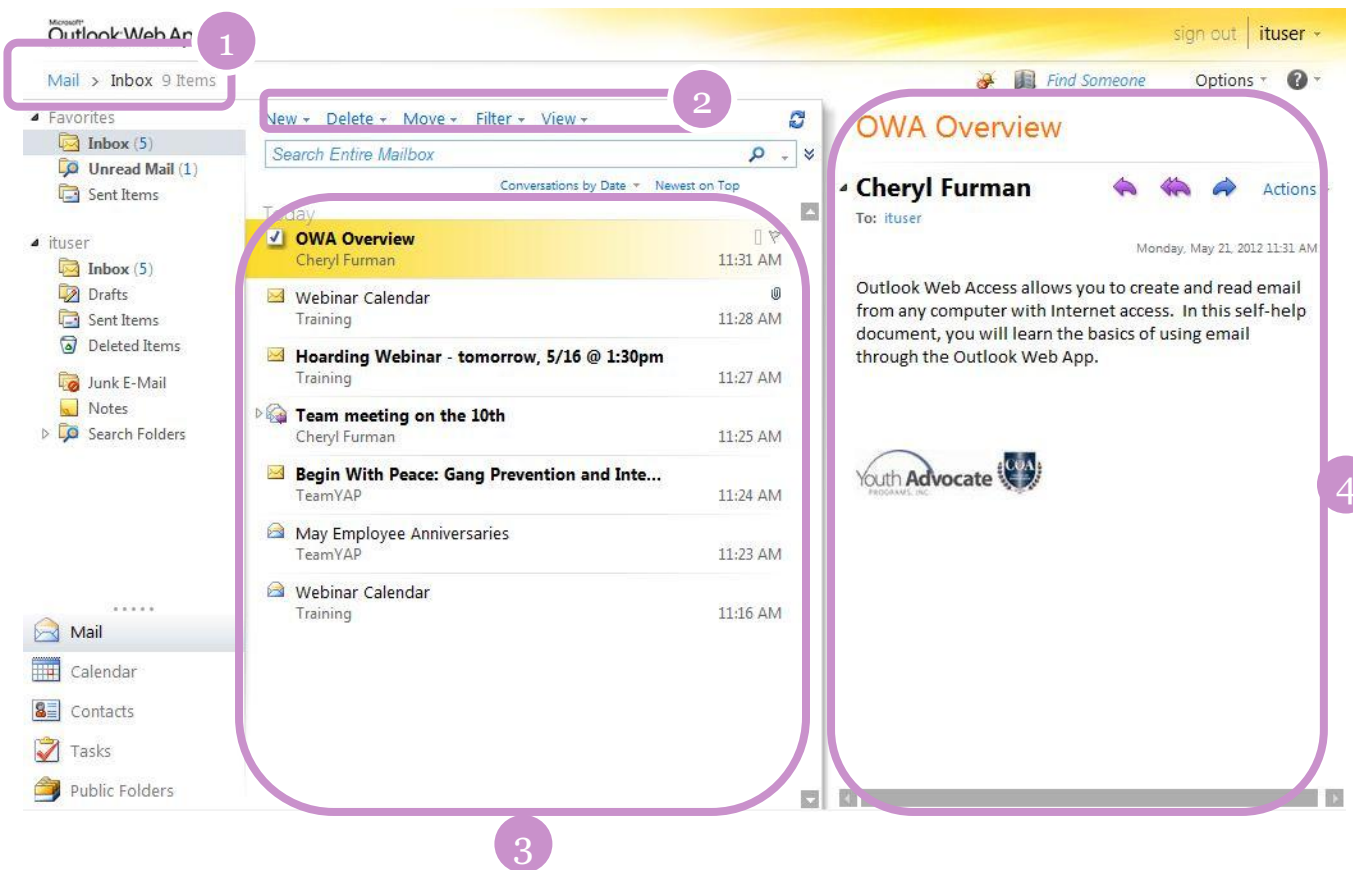 Microsoft
Outlook Web Ap
1
sign out | ituser
Mail > Inbox 9 Items
Find Someone Options
Favorites
Inbox (5)
Unread Mail (1)
Sent Items
ituser
Inbox (5)
Drafts
Sent Items
Deleted Items
Junk E-Mail
Notes
Search Folders
Mail
Calendar
Contacts
Tasks
Public Folders
New Delete Move Filter View
2
Search Entire Mailbox
Conversations by Date Newest on Top
Today
OWA Overview
Cheryl Furman 11:31 AM
Webinar Calendar
Training 11:28 AM
Hoarding Webinar - tomorrow, 5/16 @ 1:30pm
Training 11:27 AM
Team meeting on the 10th
Cheryl Furman 11:25 AM
Begin With Peace: Gang Prevention and Inte...
TeamYAP 11:24 AM
May Employee Anniversaries
TeamYAP 11:23 AM
Webinar Calendar
Training 11:16 AM
3
OWA Overview
Cheryl Furman Actions
To: ituser
Monday, May 21, 2012 11:31 AM
Outlook Web Access allows you to create and read email
from any computer with Internet access. In this self-help
document, you will learn the basics of using email
through the Outlook Web App.
Youth Advocate COA
PROGRAMS, INC.
4